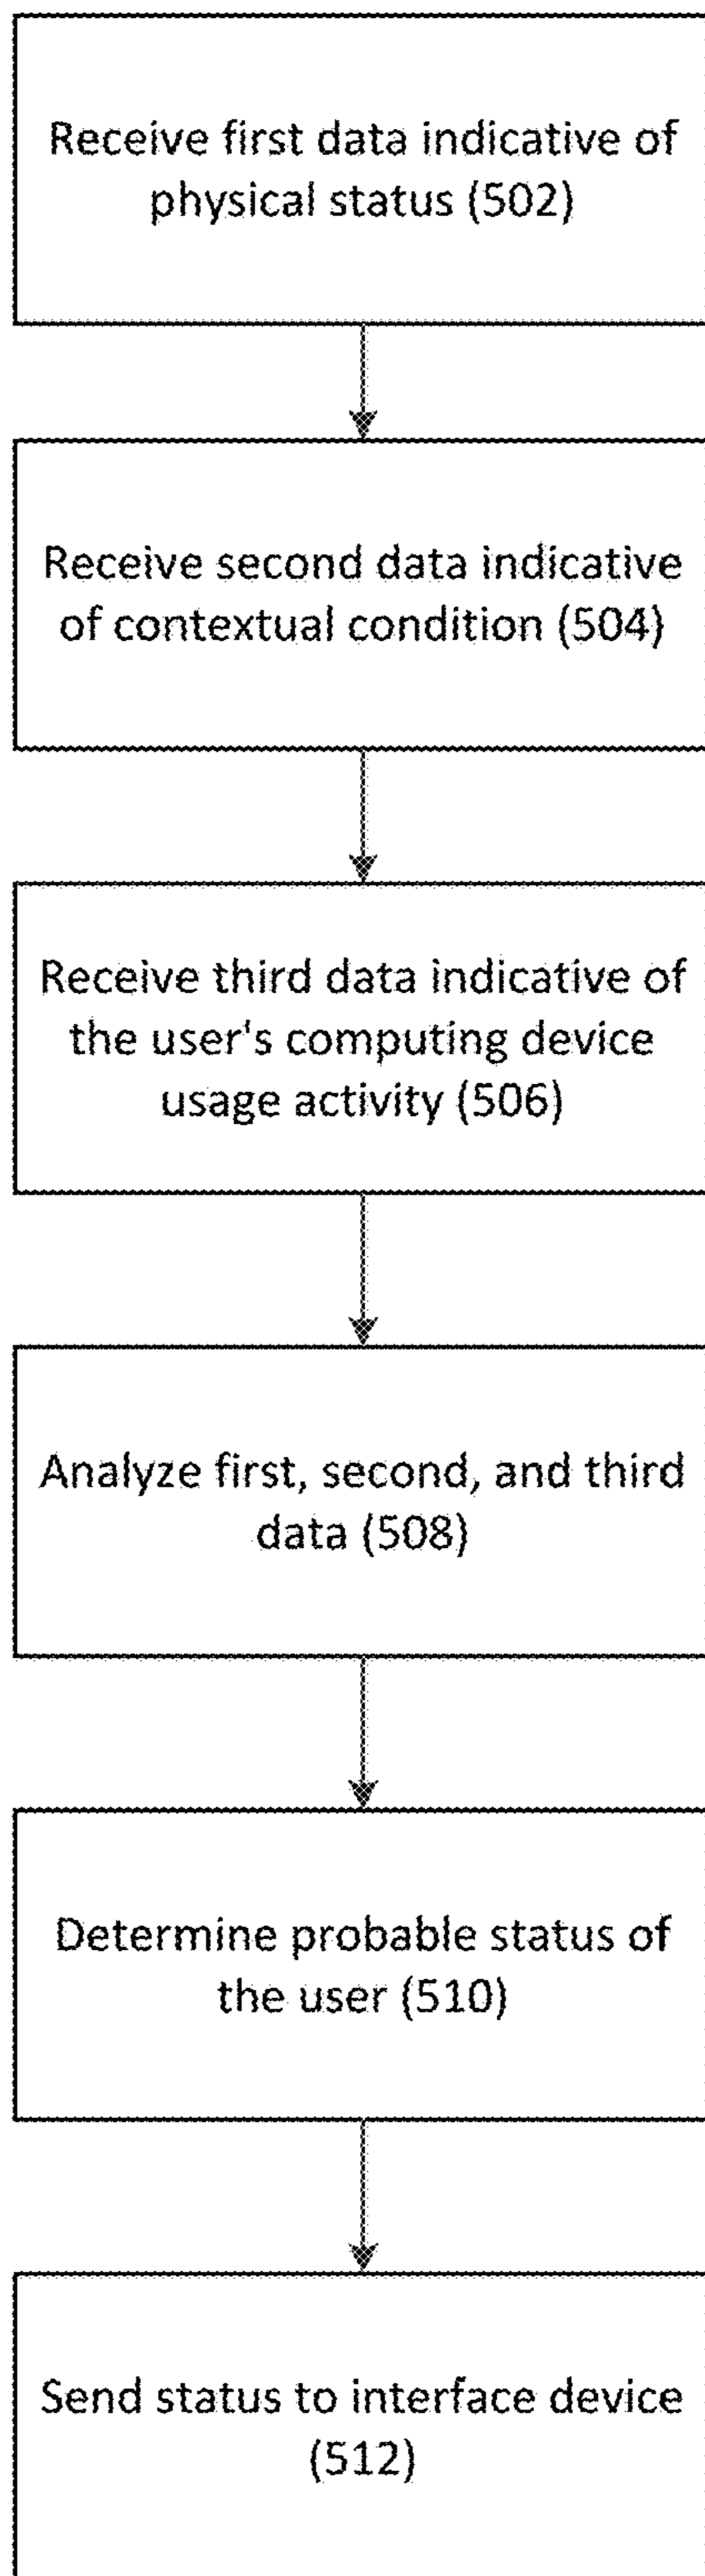 Receive first data indicative of
physical status (502)
Receive second data indicative
of contextual condition (504)
Receive third data indicative of
the user's computing device
usage activity (506)
Analyze first, second, and third
data (508)
Determine probable status of
the user (510)
Send status to interface device
(512)